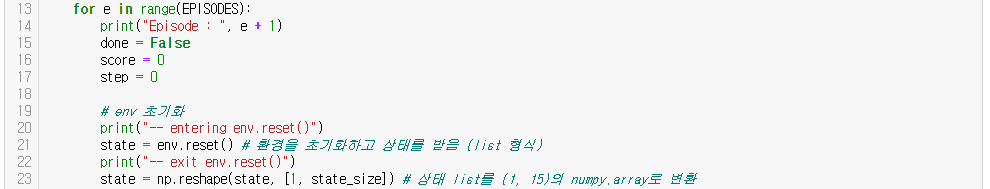 13 for e in range(EPISODES):
14 print("Episode : ", e + 1)
15 done = False
16 score = 0
17 step = 0
18
19 # env 초기화
20 print("-- entering env.reset()")
21 state = env.reset() # 환경을 초기화하고 상태를 받음 (list 형식)
22 print("-- exit env.reset()")
23 state = np.reshape(state, [1, state_size]) # 상태 list를 (1, 15)의 numpy.array로 변환